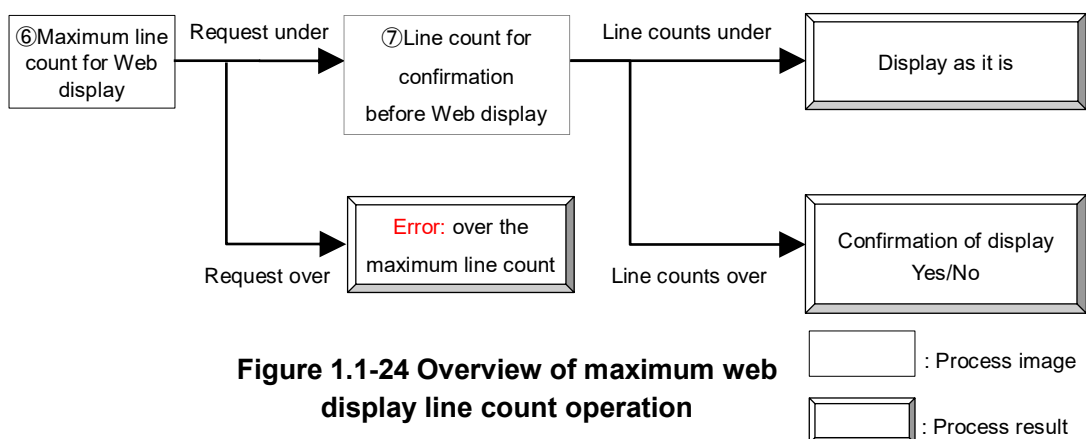 ⑥Maximum line
count for Web
display
Request under
⑦Line count for
confirmation
before Web display
Line counts under
Display as it is
Error: over the
maximum line count
Request over
Line counts over
Confirmation of display
Yes/No
Figure 1.1-24 Overview of maximum web
display line count operation
: Process image
: Process result